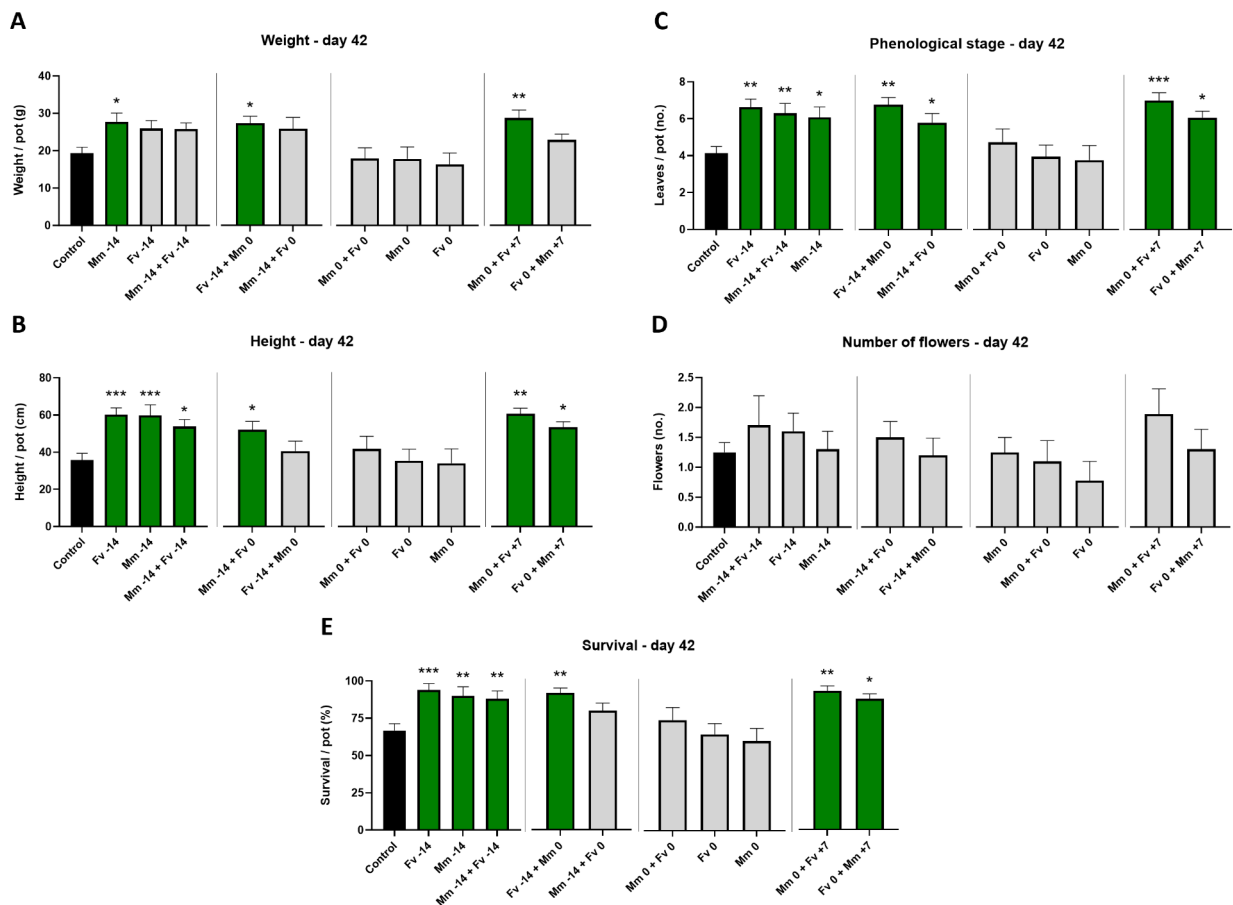 A
Weight - day 42
Weight / pot (g)
40
30
20
10
0
* * **
Control
Mm -14
Fv -14
Mm -14 + Fv -14
Fv -14 + Mm 0
Mm -14 + Fv 0
Mm 0 + Fv 0
Mm 0
Fv 0
Mm 0 + Fv +7
Fv 0 + Mm +7
C
Phenological stage - day 42
Leaves / pot (no.)
8
6
4
2
0
** ** * ** * *** *
Control
Fv -14
Mm -14 + Fv -14
Mm -14
Fv -14 + Mm 0
Mm -14 + Fv 0
Mm 0 + Fv 0
Fv 0
Mm 0
Mm 0 + Fv +7
Fv 0 + Mm +7
B
Height - day 42
Height / pot (cm)
80
60
40
20
0
*** *** * * ** *
Control
Fv -14
Mm -14
Mm -14 + Fv -14
Mm -14 + Fv 0
Fv -14 + Mm 0
Mm 0 + Fv 0
Fv 0
Mm 0
Mm 0 + Fv +7
Fv 0 + Mm +7
D
Number of flowers - day 42
Flowers (no.)
2.5
2.0
1.5
1.0
0.5
0.0
Control
Mm -14 + Fv -14
Fv -14
Mm -14
Mm -14 + Fv 0
Fv -14 + Mm 0
Mm 0
Mm 0 + Fv 0
Fv 0
Mm 0 + Fv +7
Fv 0 + Mm +7
E
Survival - day 42
Survival / pot (%)
100
75
50
25
0
*** ** ** ** ** *
Control
Fv -14
Mm -14
Mm -14 + Fv -14
Fv -14 + Mm 0
Mm -14 + Fv 0
Mm 0 + Fv 0
Fv 0
Mm 0
Mm 0 + Fv +7
Fv 0 + Mm +7